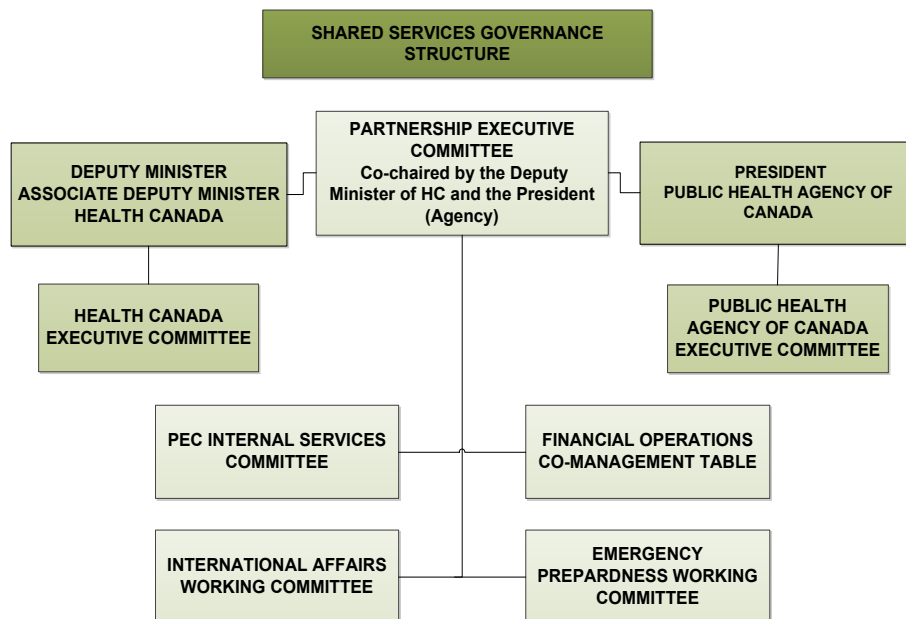 SHARED SERVICES GOVERNANCE
STRUCTURE
PARTNERSHIP EXECUTIVE
COMMITTEE
Co-chaired by the Deputy
Minister of HC and the President
(Agency)
DEPUTY MINISTER
ASSOCIATE DEPUTY MINISTER
HEALTH CANADA
PRESIDENT
PUBLIC HEALTH AGENCY OF
CANADA
HEALTH CANADA
EXECUTIVE COMMITTEE
PUBLIC HEALTH
AGENCY OF CANADA
EXECUTIVE COMMITTEE
PEC INTERNAL SERVICES
COMMITTEE
FINANCIAL OPERATIONS
CO-MANAGEMENT TABLE
INTERNATIONAL AFFAIRS
WORKING COMMITTEE
EMERGENCY
PREPARDNESS WORKING
COMMITTEE